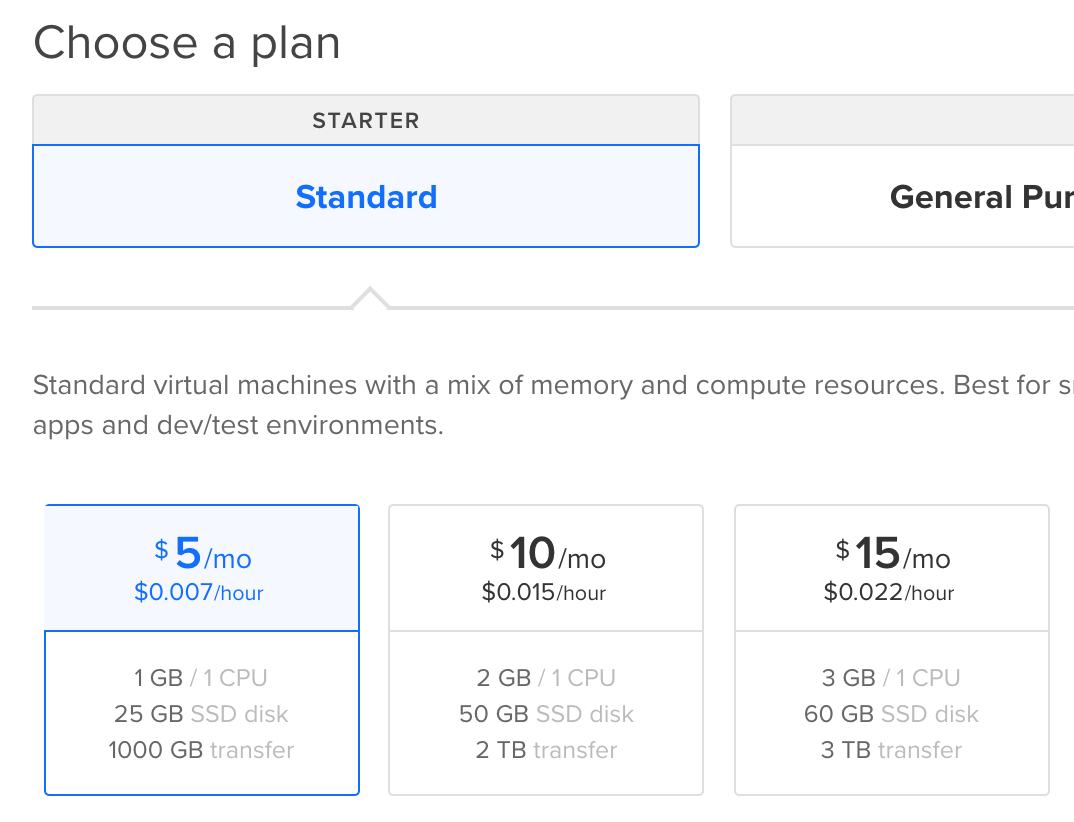 Choose a plan
STARTER
Standard
General
Standard virtual machines with a mix of memory and compute resources. Best for
apps and dev/test environments.
$5/mo
$0.007/hour
1 GB / 1 CPU
25 GB SSD disk
1000 GB transfer
$10/mo
$0.015/hour
2 GB / 1 CPU
50 GB SSD disk
2 TB transfer
$15/mo
$0.022/hour
3 GB / 1 CPU
60 GB SSD disk
3 TB transfer